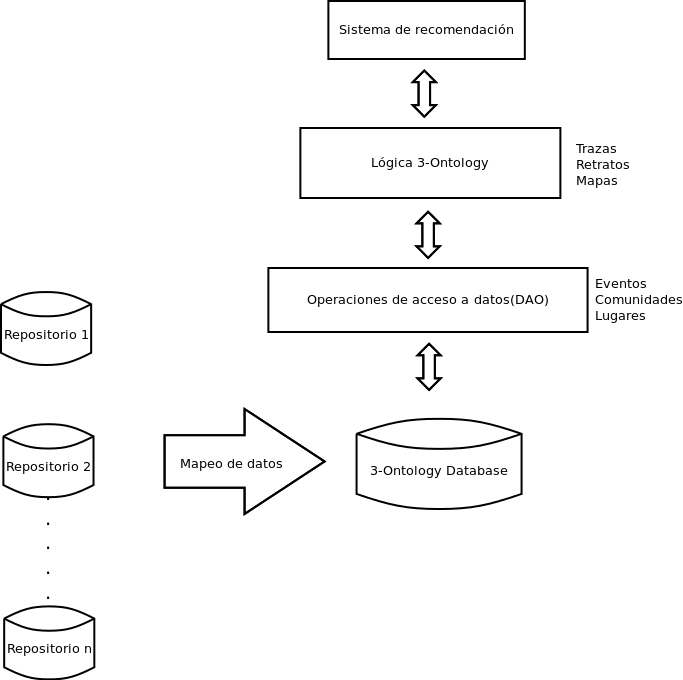 Sistema de recomendación
Lógica 3-Ontology
Trazas
Retratos
Mapas
Operaciones de acceso a datos(DAO)
Eventos
Comunidades
Lugares
Repositorio 1
Repositorio 2
Mapeo de datos
3-Ontology Database
Repositorio n